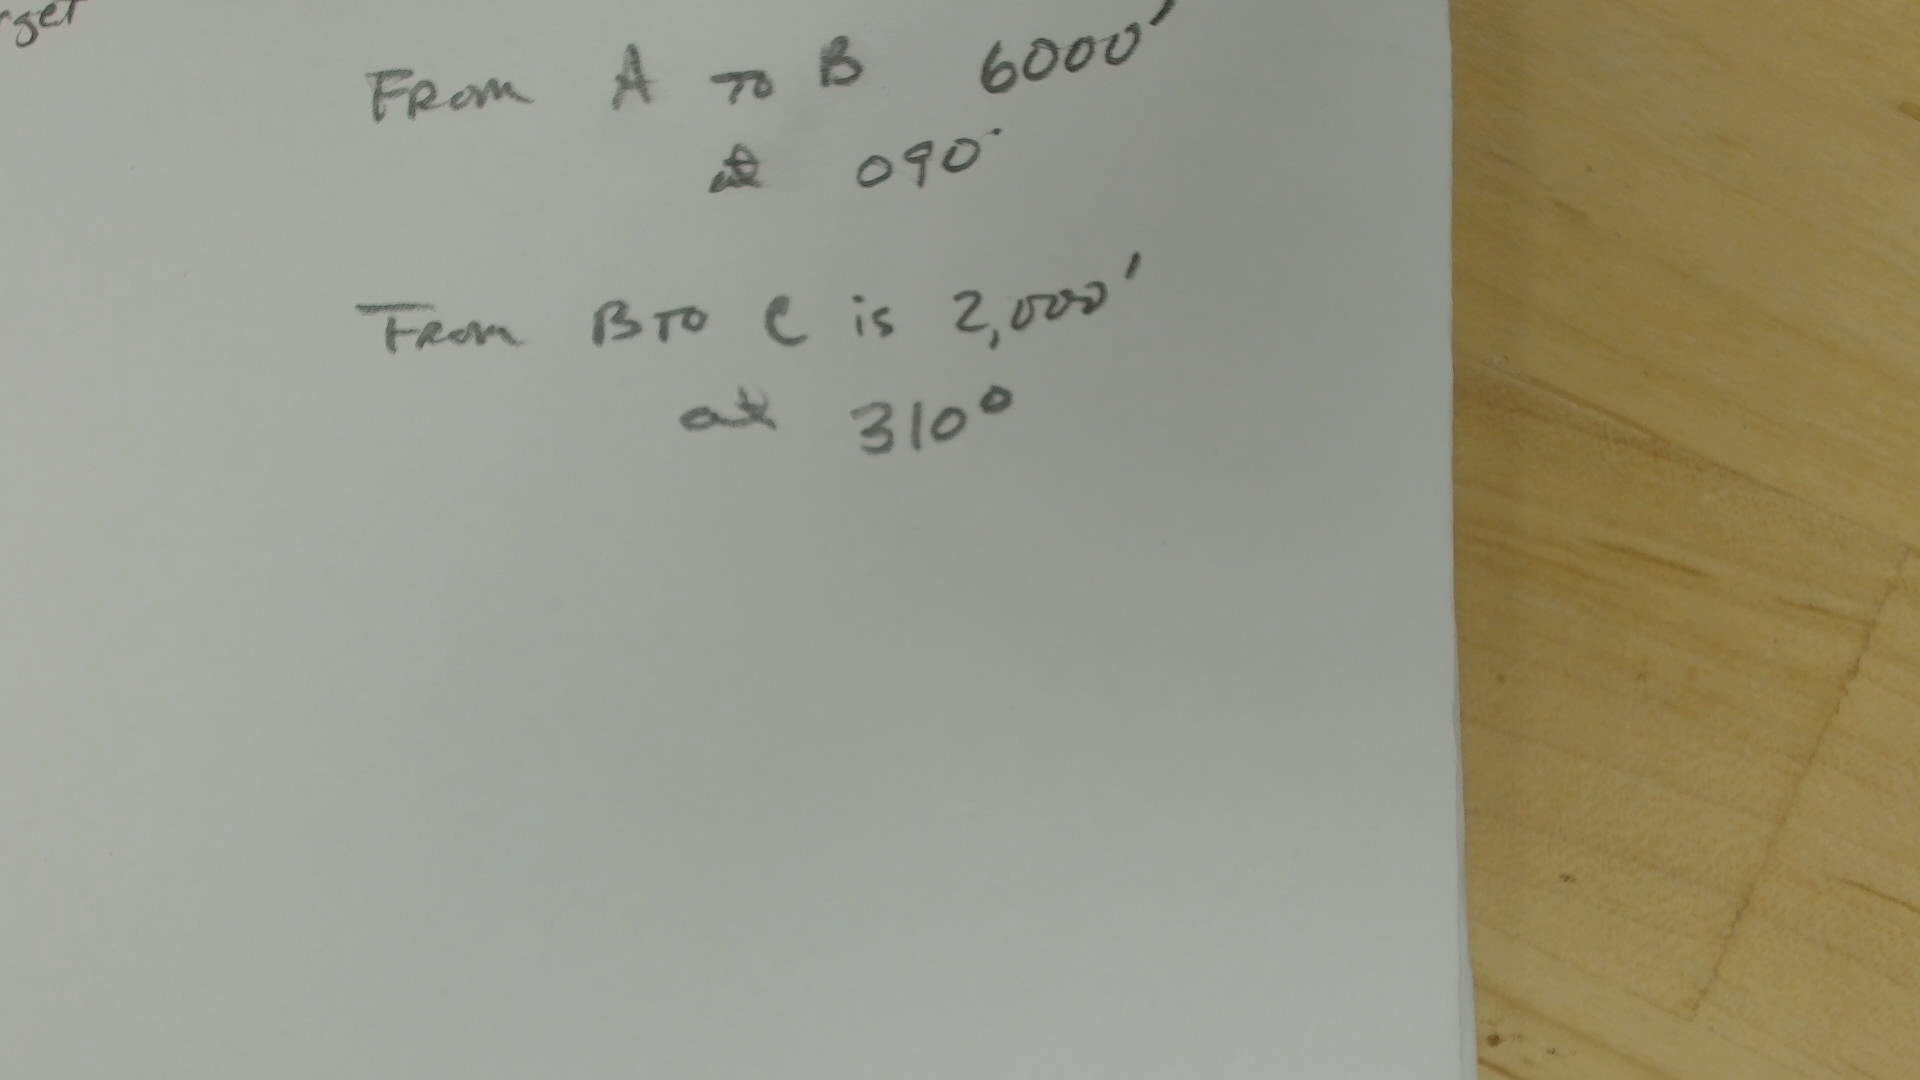 From A TO B 6000'
at 090°
From B TO C is 2,000'
at 310°